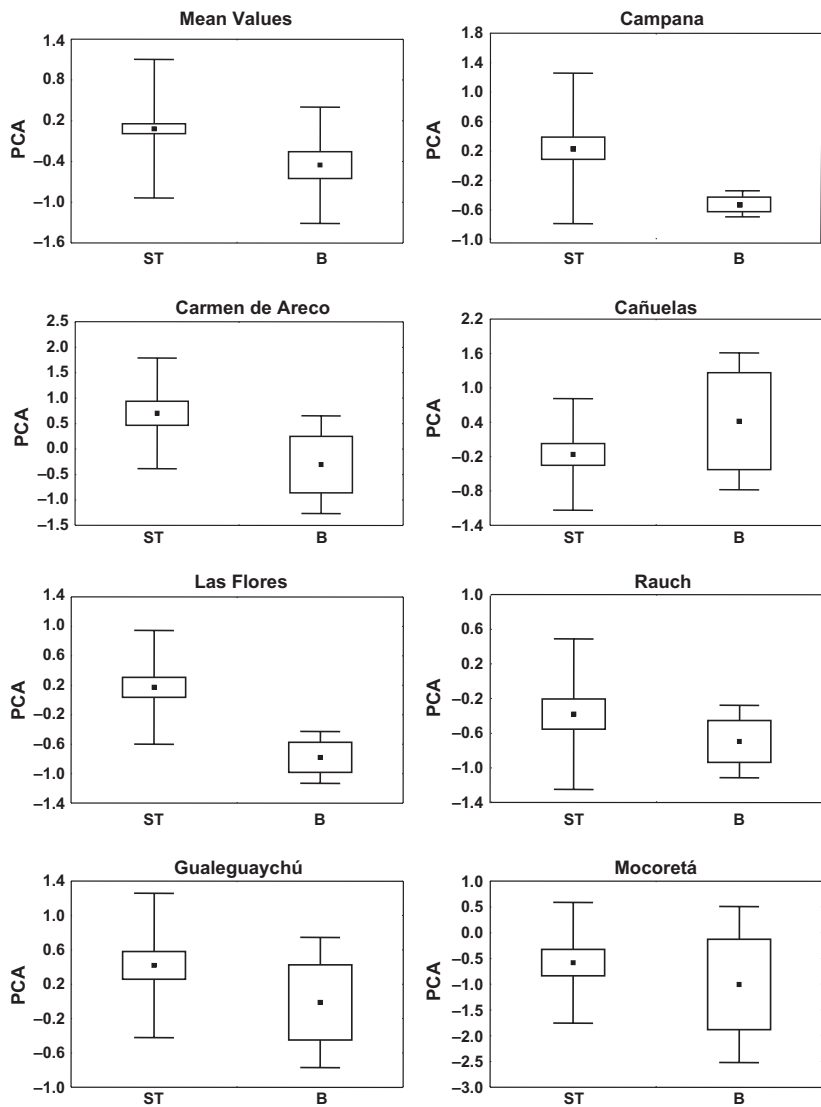 Mean Values
1.4
0.8
0.2
–0.4
–1.0
–1.6
PCA
ST B
Campana
1.8
1.4
1.0
0.6
0.2
–0.2
–0.6
–1.0
PCA
ST B
Carmen de Areco
2.5
2.0
1.5
1.0
0.5
0.0
–0.5
–1.0
–1.5
PCA
ST B
Cañuelas
2.2
1.6
1.0
0.4
–0.2
–0.8
–1.4
PCA
ST B
Las Flores
1.4
1.0
0.6
0.2
–0.2
–0.6
–1.0
–1.4
PCA
ST B
Rauch
1.0
0.6
0.2
–0.2
–0.6
–1.0
–1.4
PCA
ST B
Gualeguaychú
1.4
1.0
0.6
0.2
–0.2
–0.6
–1.0
PCA
ST B
Mocoretá
1.0
0.5
0.0
–0.5
–1.0
–1.5
–2.0
–2.5
–3.0
PCA
ST B